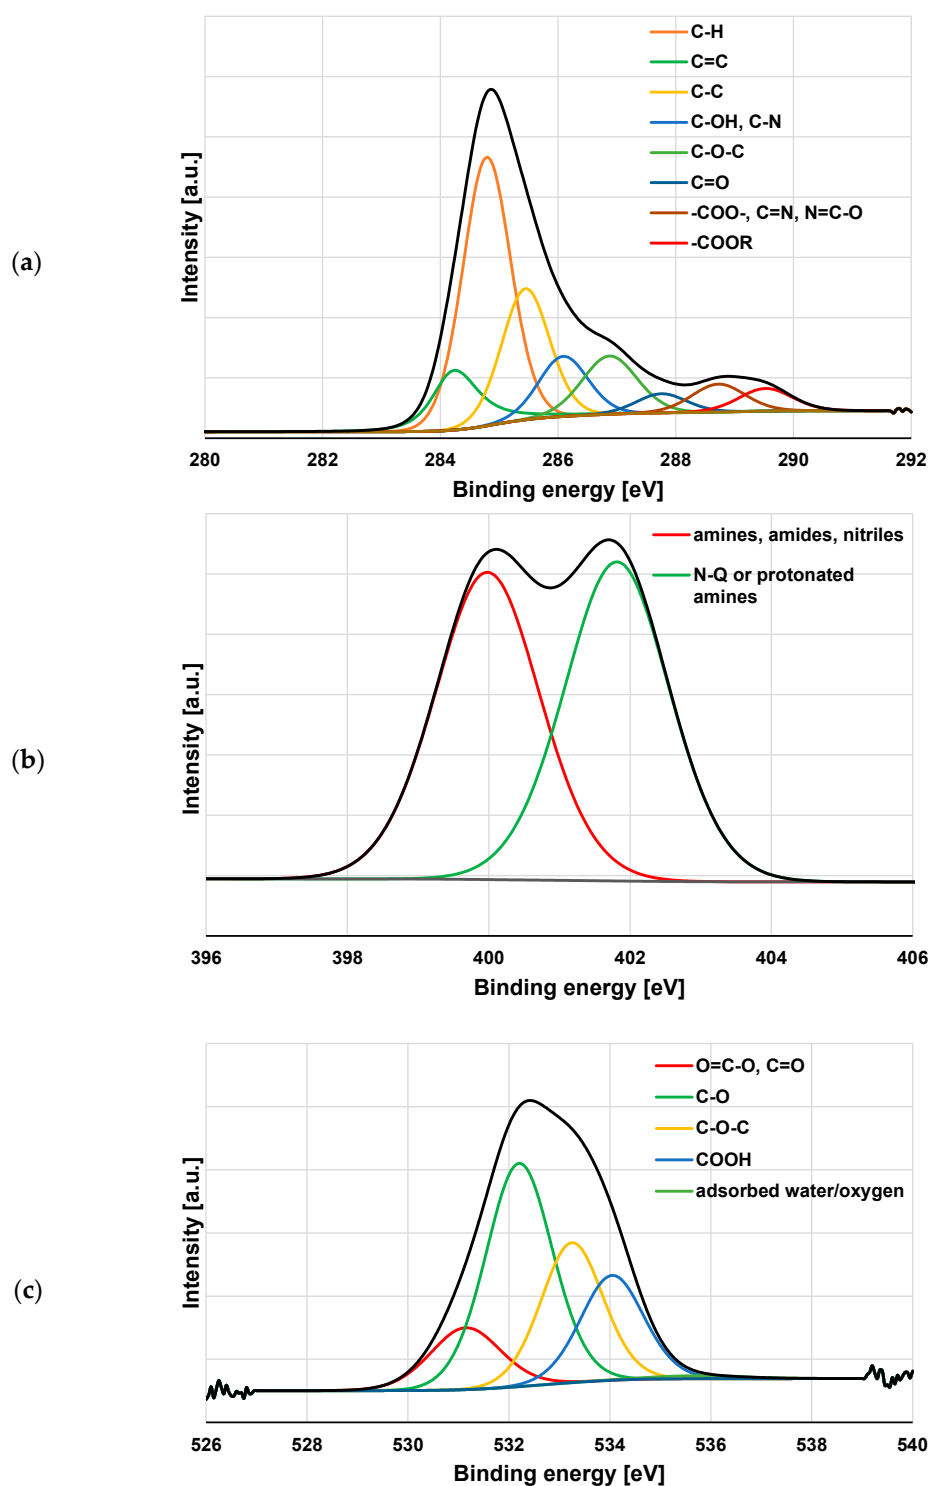 (a)
Intensity [a.u.]
C-H
C=C
C-C
C-OH, C-N
C-O-C
C=O
-COO-, C=N, N=C-O
-COOR
280 282 284 286 288 290 292
Binding energy [eV]
(b)
Intensity [a.u.]
amines, amides, nitriles
N-Q or protonated
amines
396 398 400 402 404 406
Binding energy [eV]
(c)
Intensity [a.u.]
O=C-O, C=O
C-O
C-O-C
COOH
adsorbed water/oxygen
526 528 530 532 534 536 538 540
Binding energy [eV]